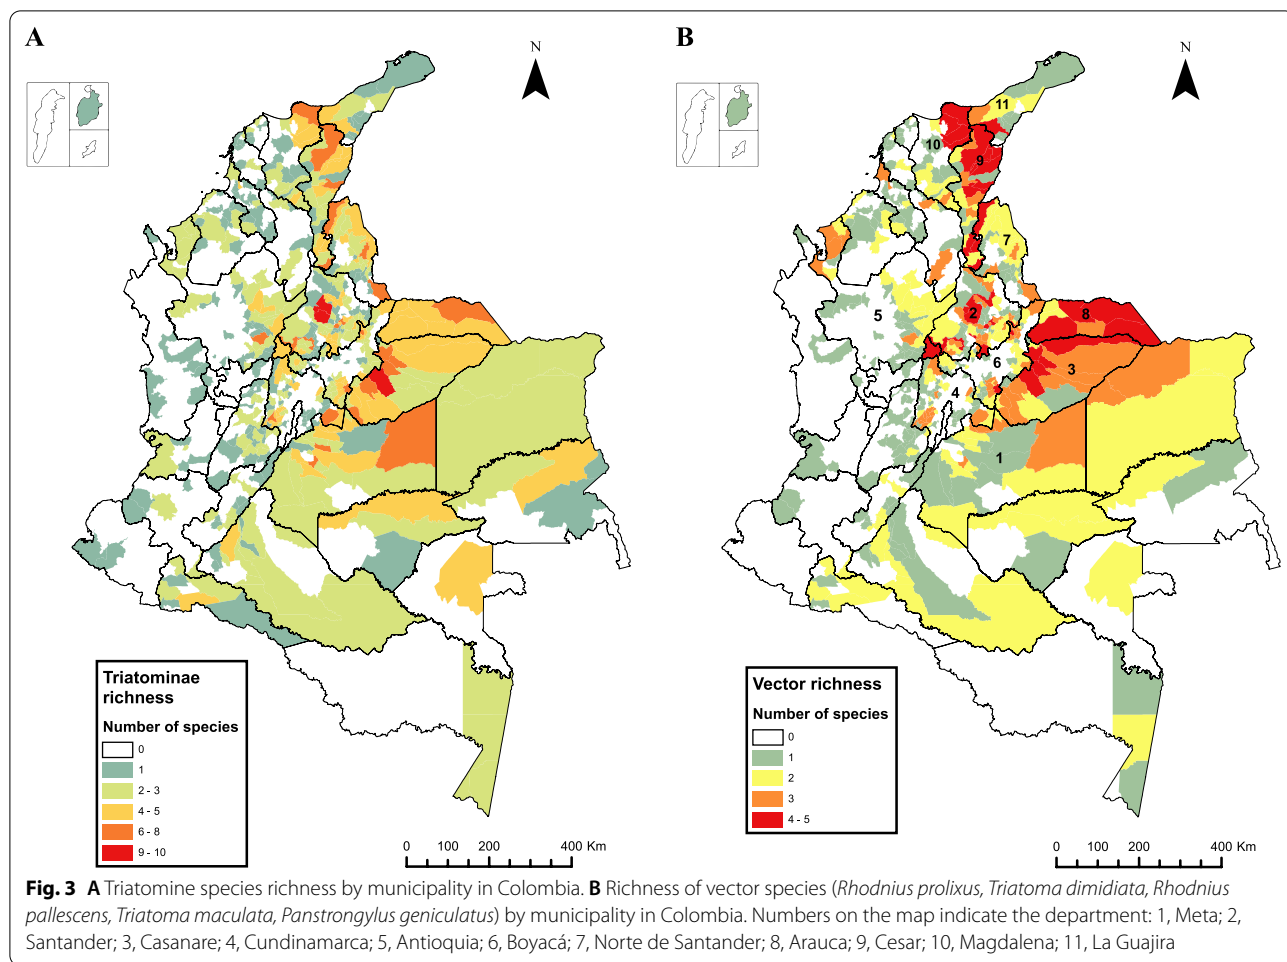 A
B
N
N
11
10
9
7
5
2
8
6
3
4
1
Triatominae
richness
Number of species
0
1
2 - 3
4 - 5
6 - 8
9 - 10
Vector richness
Number of species
0
1
2
3
4 - 5
0 100 200 400 Km
0 100 200 400 Km
Fig. 3 A Triatomine species richness by municipality in Colombia. B Richness of vector species (Rhodnius prolixus, Triatoma dimidiata, Rhodnius
pallescens, Triatoma maculata, Panstrongylus geniculatus) by municipality in Colombia. Numbers on the map indicate the department: 1, Meta; 2,
Santander; 3, Casanare; 4, Cundinamarca; 5, Antioquia; 6, Boyacá; 7, Norte de Santander; 8, Arauca; 9, Cesar; 10, Magdalena; 11, La Guajira